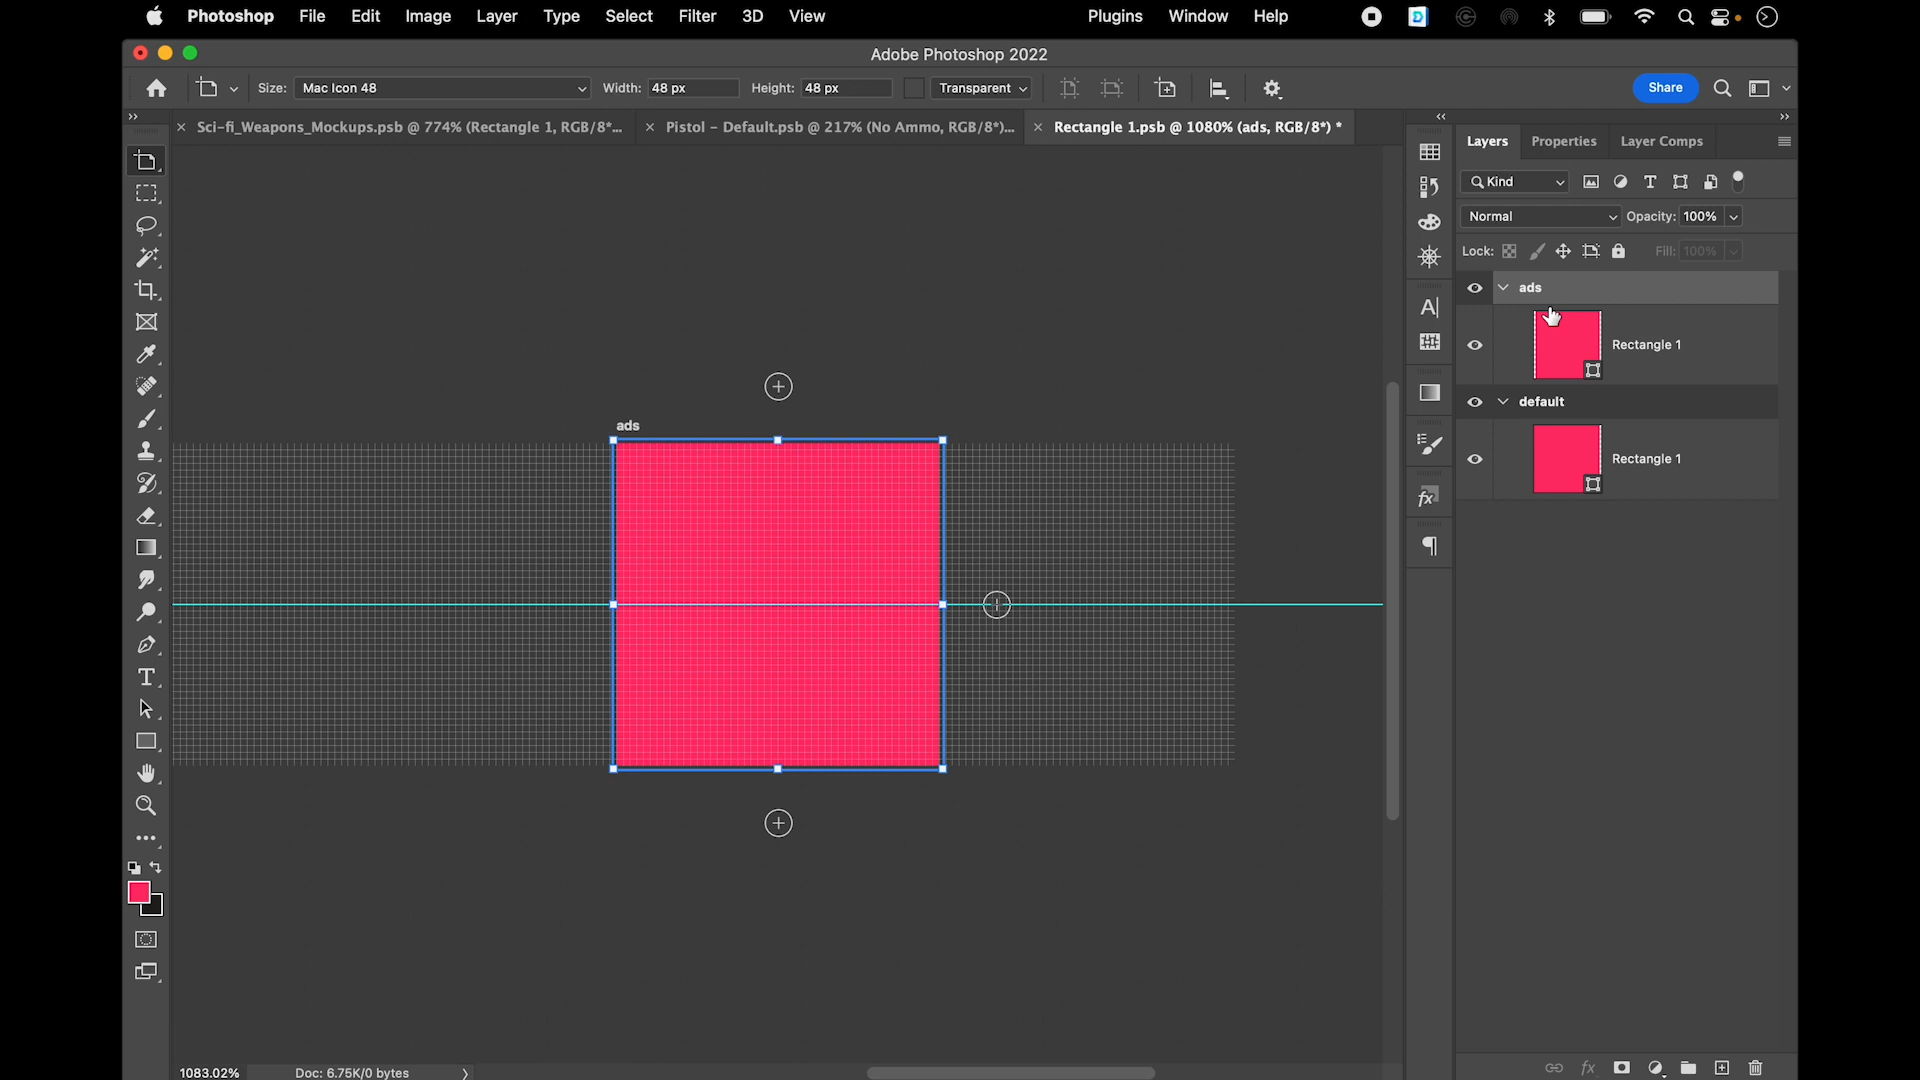 Photoshop File Edit Image Layer Type Select Filter 3D View Plugins Window Help
Adobe Photoshop 2022
Size: Mac Icon 48 Width: 48 px Height: 48 px Transparent Share
Sci-fi_Weapons_Mockups.psb @ 774% (Rectangle 1, RGB/8*... Pistol - Default.psb @ 217% (No Ammo, RGB/8*)... Rectangle 1.psb @ 1080% (ads, RGB/8*) *
Layers Properties Layer Comps
Kind
Normal Opacity: 100%
Lock: Fill: 100%
ads
Rectangle 1
default
Rectangle 1
ads
1083.02% Doc: 6.75K/0 bytes